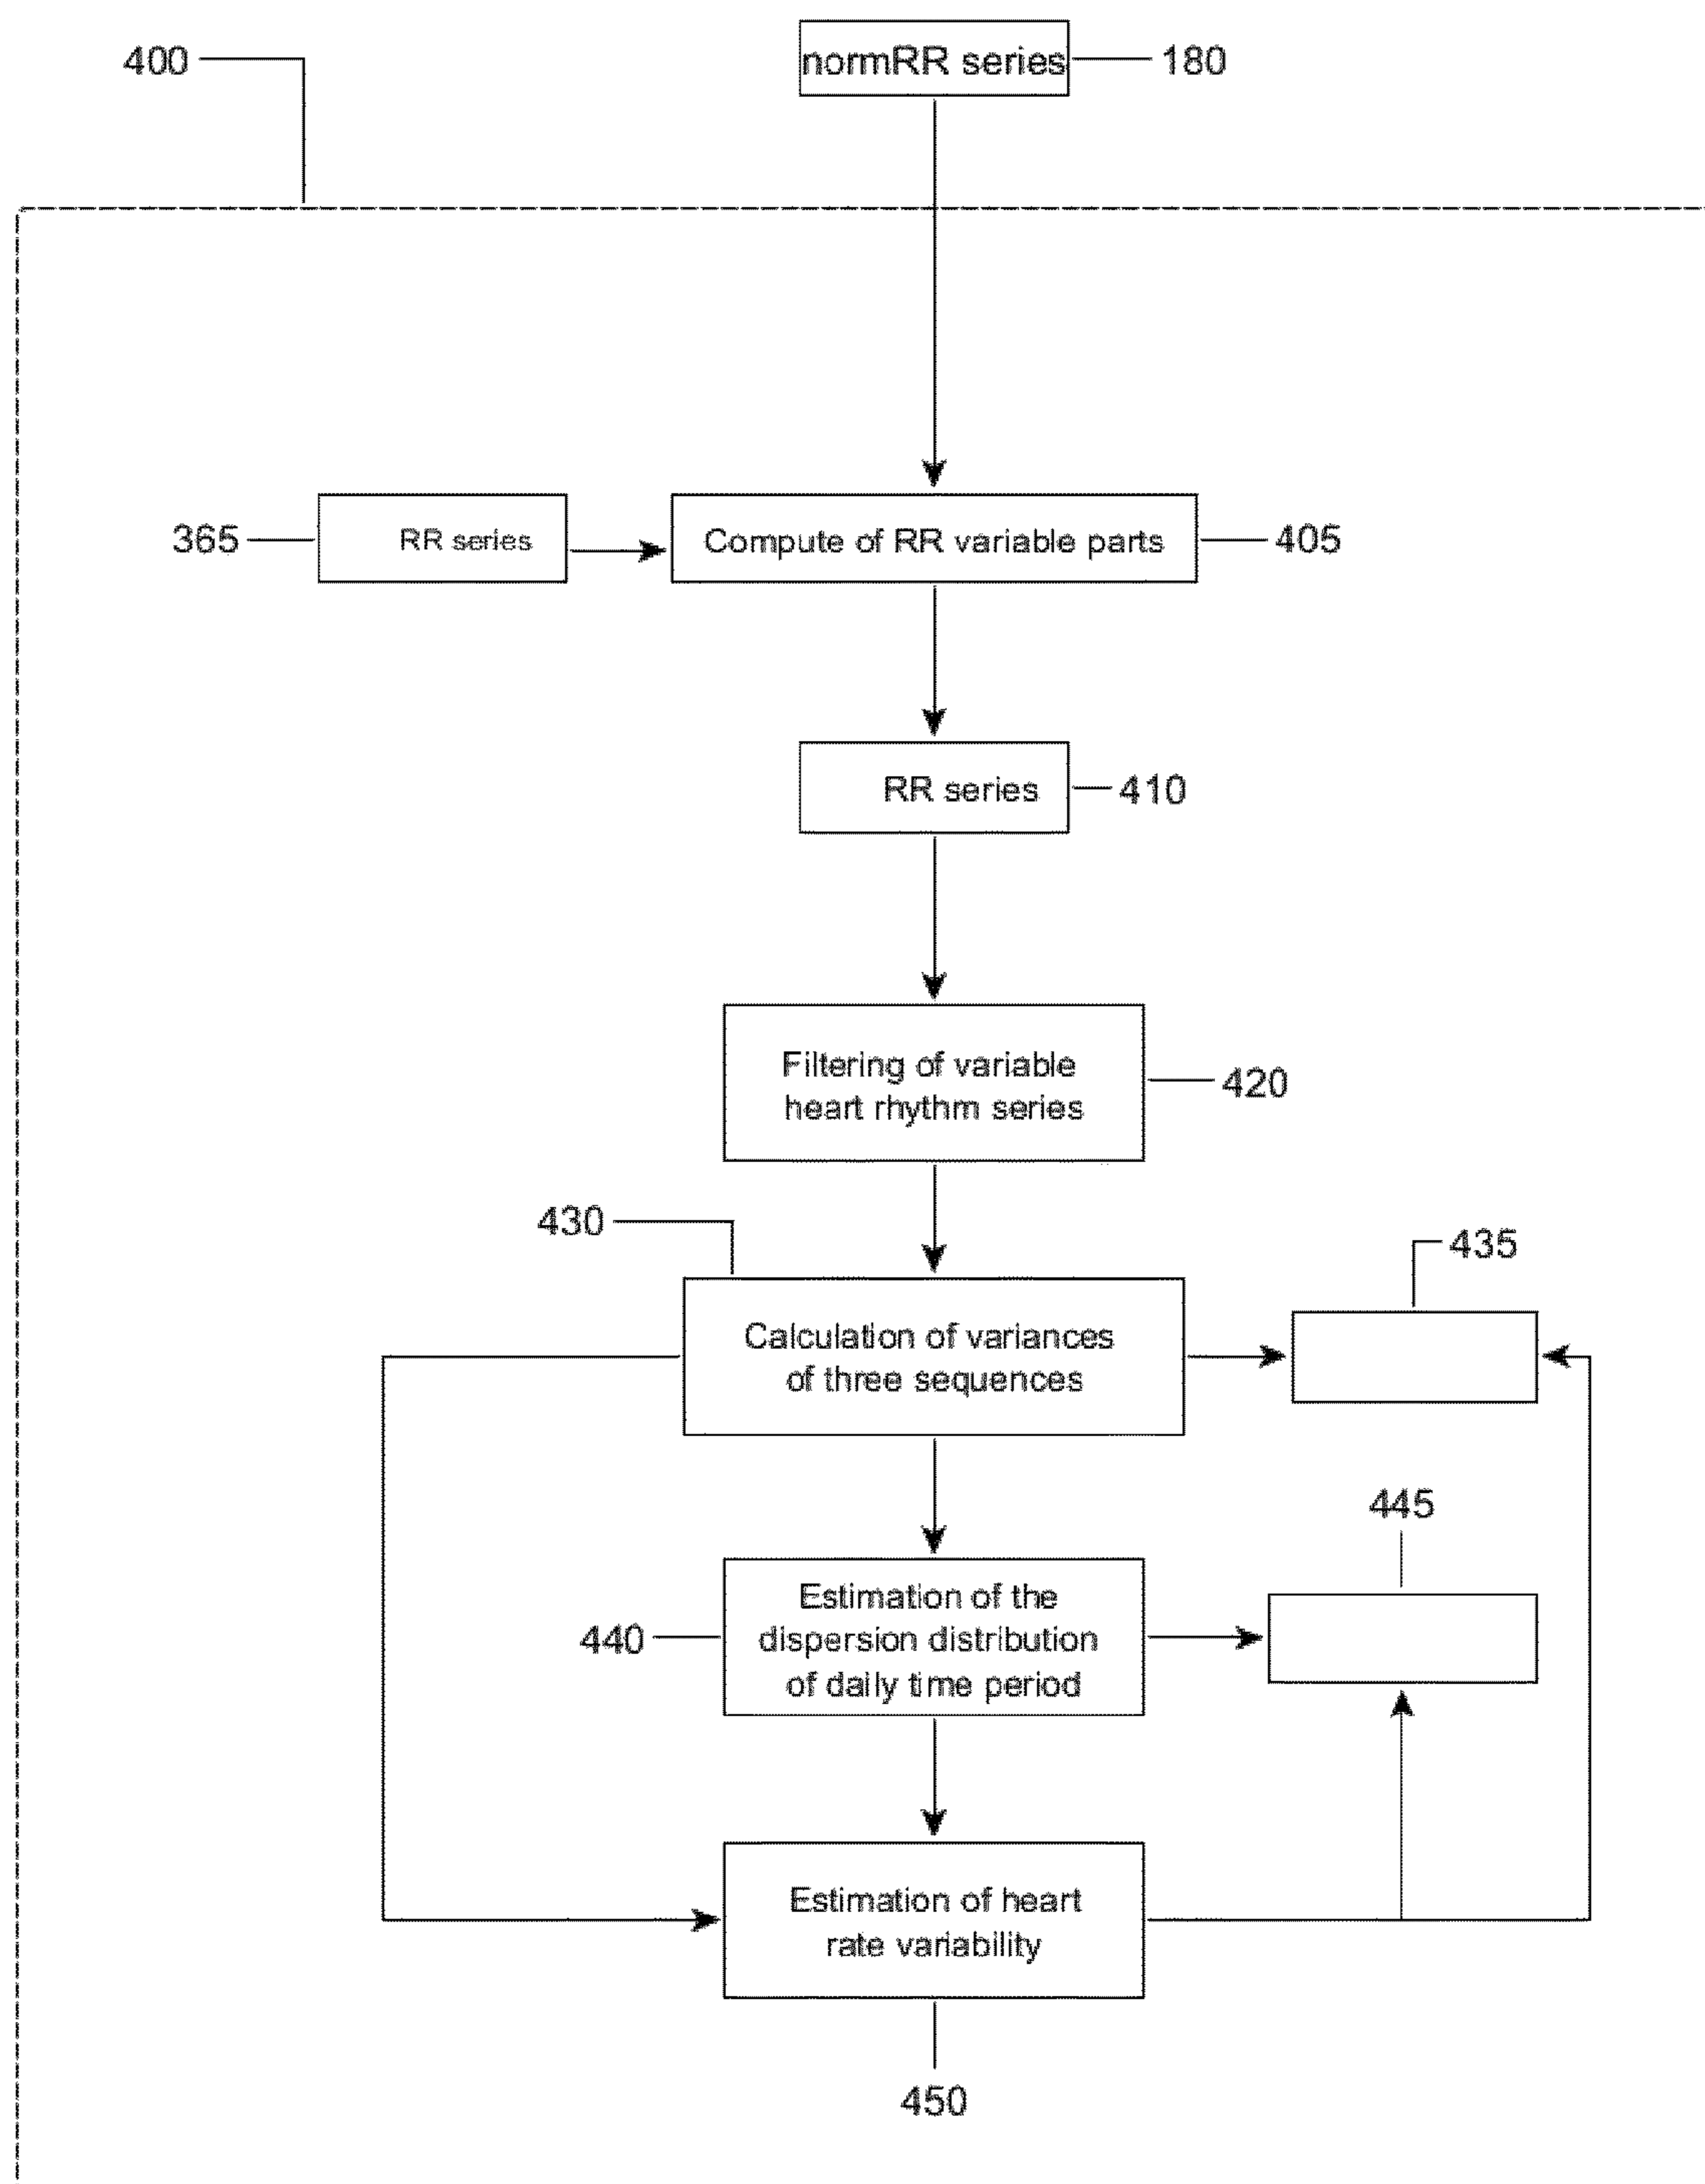 400
normRR series
180
365
RR series
Compute of RR variable parts
405
RR series
410
Filtering of variable
heart rhythm series
420
430
435
Calculation of variances
of three sequences
445
Estimation of the
dispersion distribution
of daily time period
440
Estimation of heart
rate variability
450